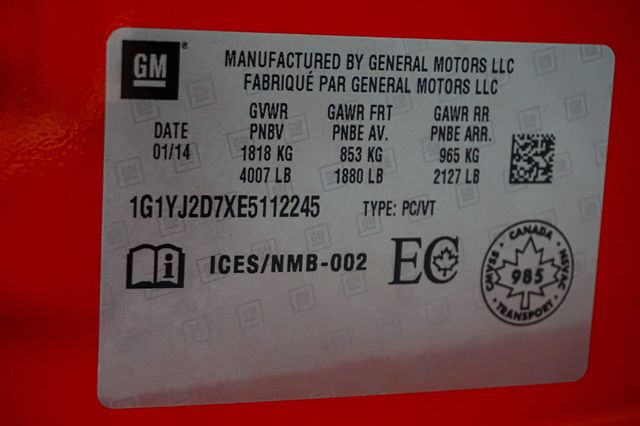 GM®
MANUFACTURED BY GENERAL MOTORS LLC
FABRIQUÉ PAR GENERAL MOTORS LLC
DATE
01/14
GVWR
PNBV
1818 KG
4007 LB
GAWR FRT
PNBE AV.
853 KG
1880 LB
GAWR RR
PNBE ARR.
965 KG
2127 LB
1G1YJ2D7XE5112245 TYPE: PC/VT
i ICES/NMB-002 EC
CANADA
CMVSS 985 NSVAC
TRANSPORT